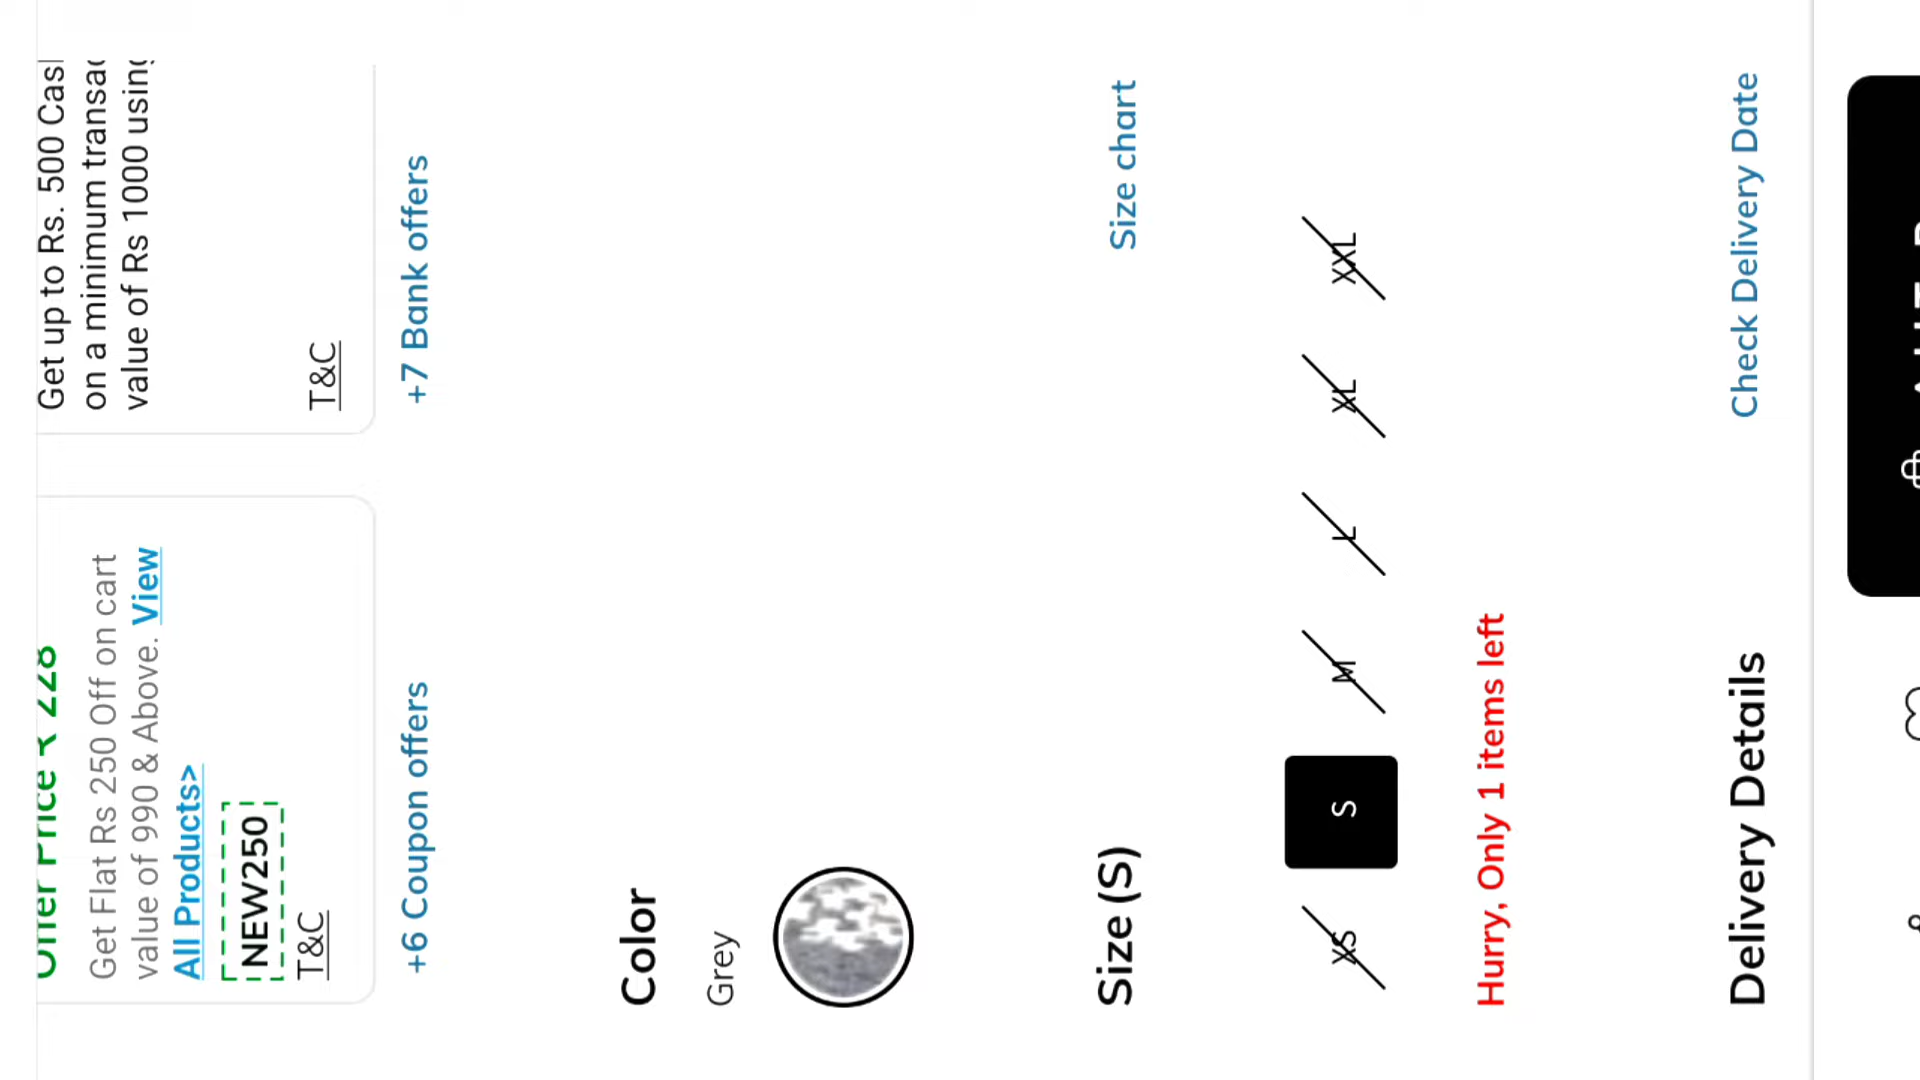 Offer Price ₹ 228
Get Flat Rs 250 Off on cart
value of 990 & Above. View
All Products>
NEW250
T&C
Get up to Rs. 500 Cas
on a minimum transa
value of Rs 1000 using
T&C
+6 Coupon offers
+7 Bank offers
Color
Grey
Size (S)
Size chart
XS
S
M
L
XL
XXL
Hurry, Only 1 items left
Delivery Details
Check Delivery Date